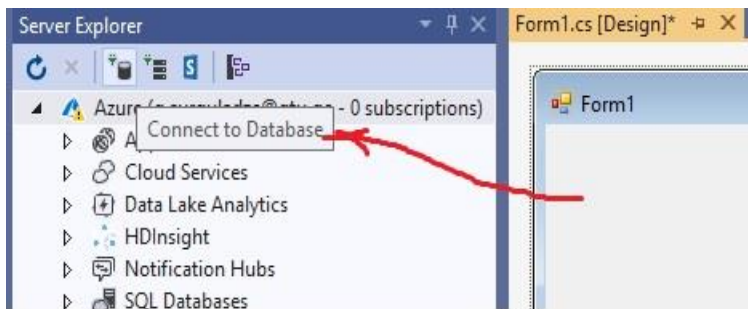 Server Explorer
Form1.cs [Design]*
Azure - 0 subscriptions)
Connect to Database
Form1
Cloud Services
Data Lake Analytics
HDInsight
Notification Hubs
SQL Databases